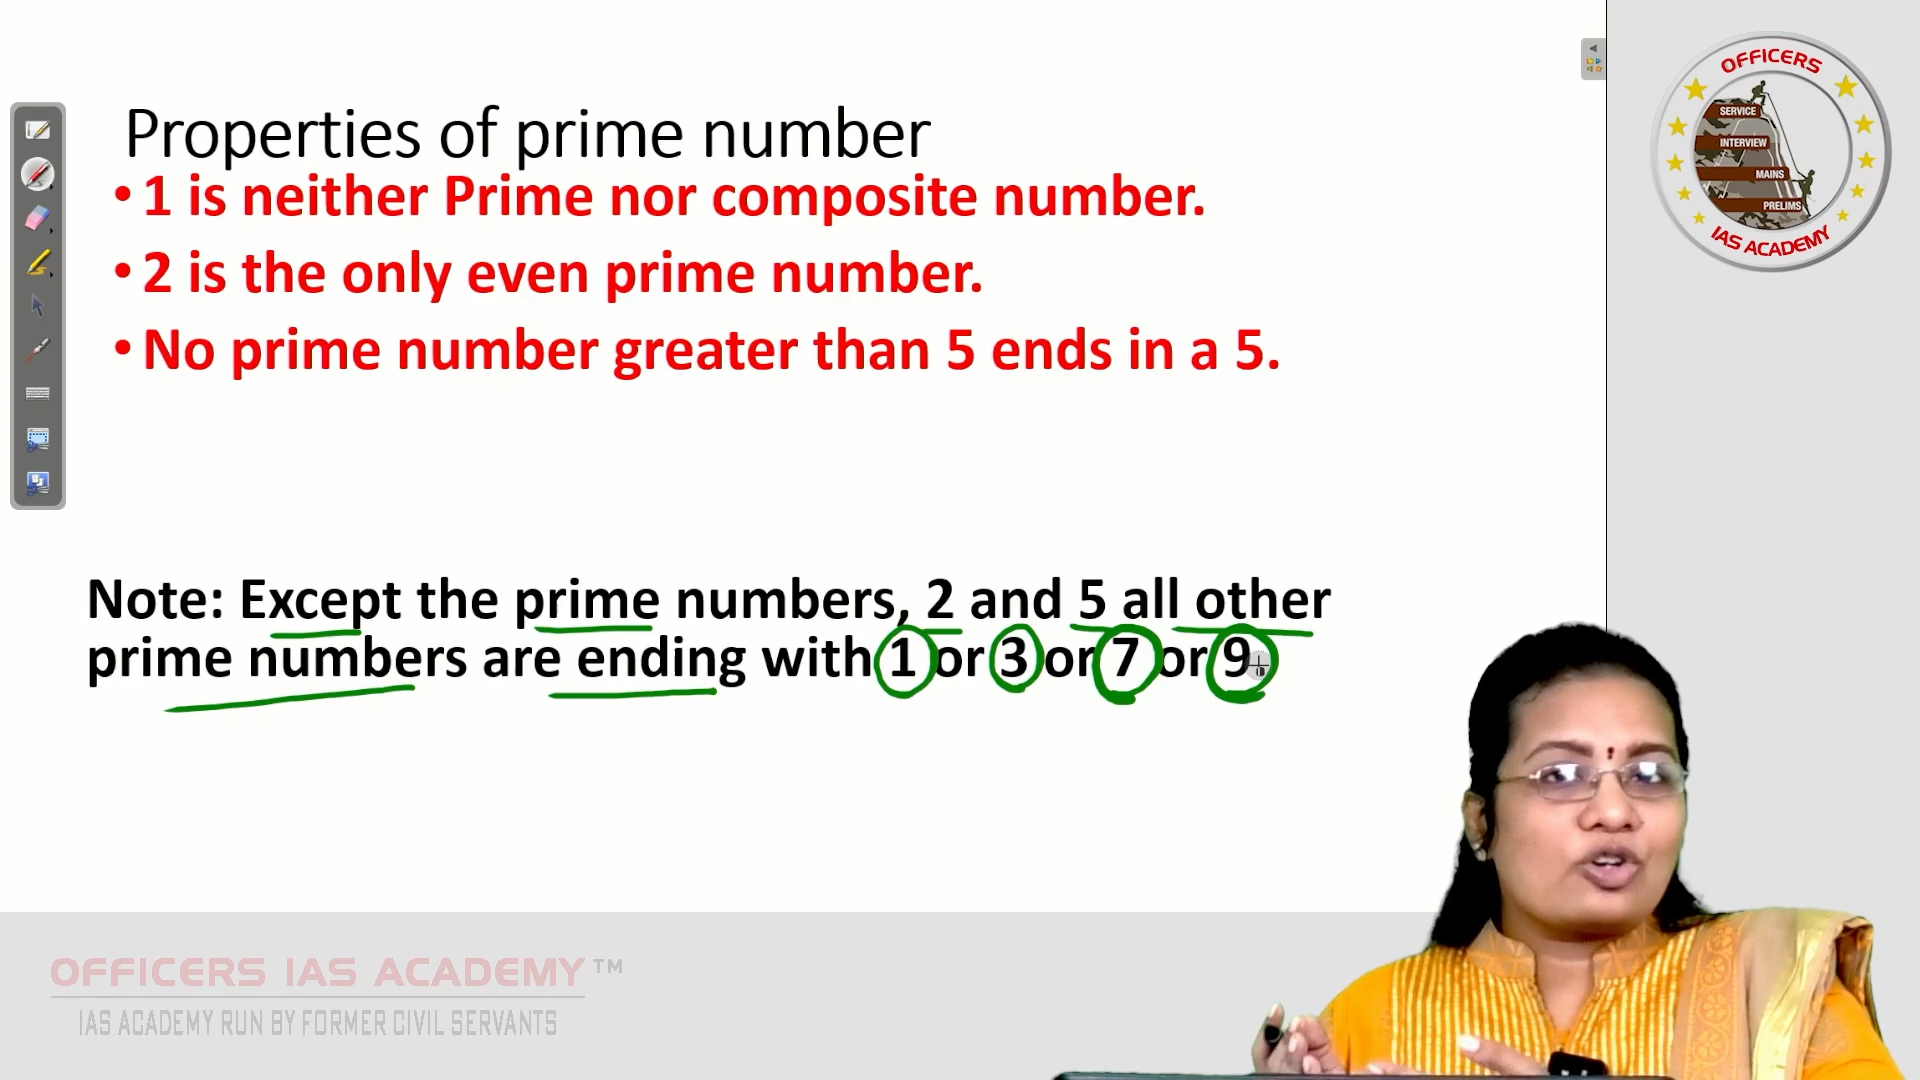 Properties of prime number
• 1 is neither Prime nor composite number.
• 2 is the only even prime number.
• No prime number greater than 5 ends in a 5.
Note: Except the prime numbers, 2 and 5 all other
prime numbers are ending with 1 or 3 or 7 or 9.
OFFICERS
SERVICE
INTERVIEW
MAINS
PRELIMS
IAS ACADEMY
OFFICERS IAS ACADEMY™
IAS ACADEMY RUN BY FORMER CIVIL SERVANTS